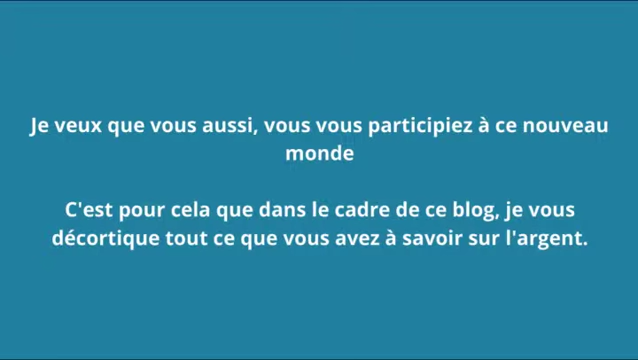 Je veux que vous aussi, vous vous participiez à ce nouveau
monde
C'est pour cela que dans le cadre de ce blog, je vous
décortique tout ce que vous avez à savoir sur l'argent.